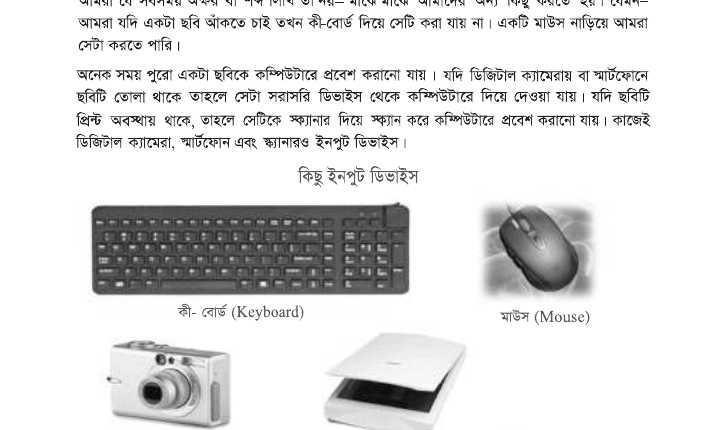 আমরা যে সবসময় অক্ষর বা শব্দ লিখি তা নয়– মাঝে মাঝে আমাদের অন্য কিছু করতে হয়। যেমন–
আমরা যদি একটা ছবি আঁকতে চাই তখন কী-বোর্ড দিয়ে সেটি করা যায় না। একটি মাউস নাড়িয়ে আমরা
সেটা করতে পারি।
অনেক সময় পুরো একটা ছবিকে কম্পিউটারে প্রবেশ করানো যায়। যদি ডিজিটাল ক্যামেরায় বা স্মার্টফোনে
ছবিটি তোলা থাকে তাহলে সেটা সরাসরি ডিভাইস থেকে কম্পিউটারে দিয়ে দেওয়া যায়। যদি ছবিটি
প্রিন্ট অবস্থায় থাকে, তাহলে সেটিকে স্ক্যানার দিয়ে স্ক্যান করে কম্পিউটারে প্রবেশ করানো যায়। কাজেই
ডিজিটাল ক্যামেরা, স্মার্টফোন এবং স্ক্যানারও ইনপুট ডিভাইস।
কিছু ইনপুট ডিভাইস
কী- বোর্ড (Keyboard)
মাউস (Mouse)